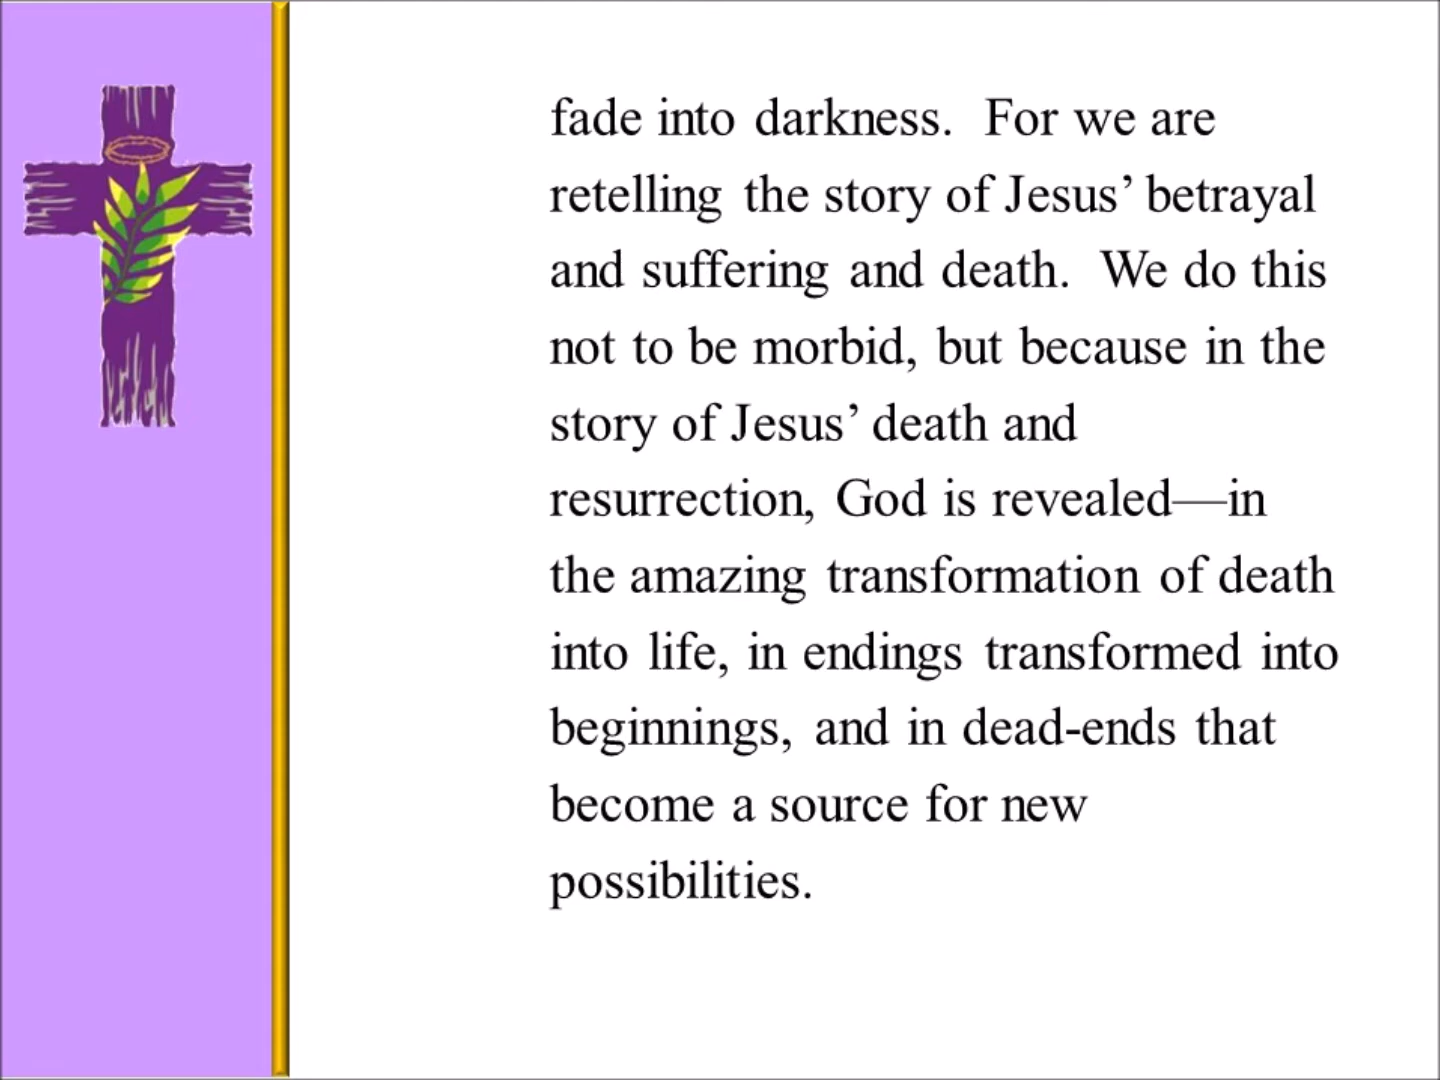 fade into darkness.  For we are
retelling the story of Jesus’ betrayal
and suffering and death.  We do this
not to be morbid, but because in the
story of Jesus’ death and
resurrection, God is revealed—in
the amazing transformation of death
into life, in endings transformed into
beginnings, and in dead-ends that
become a source for new
possibilities.